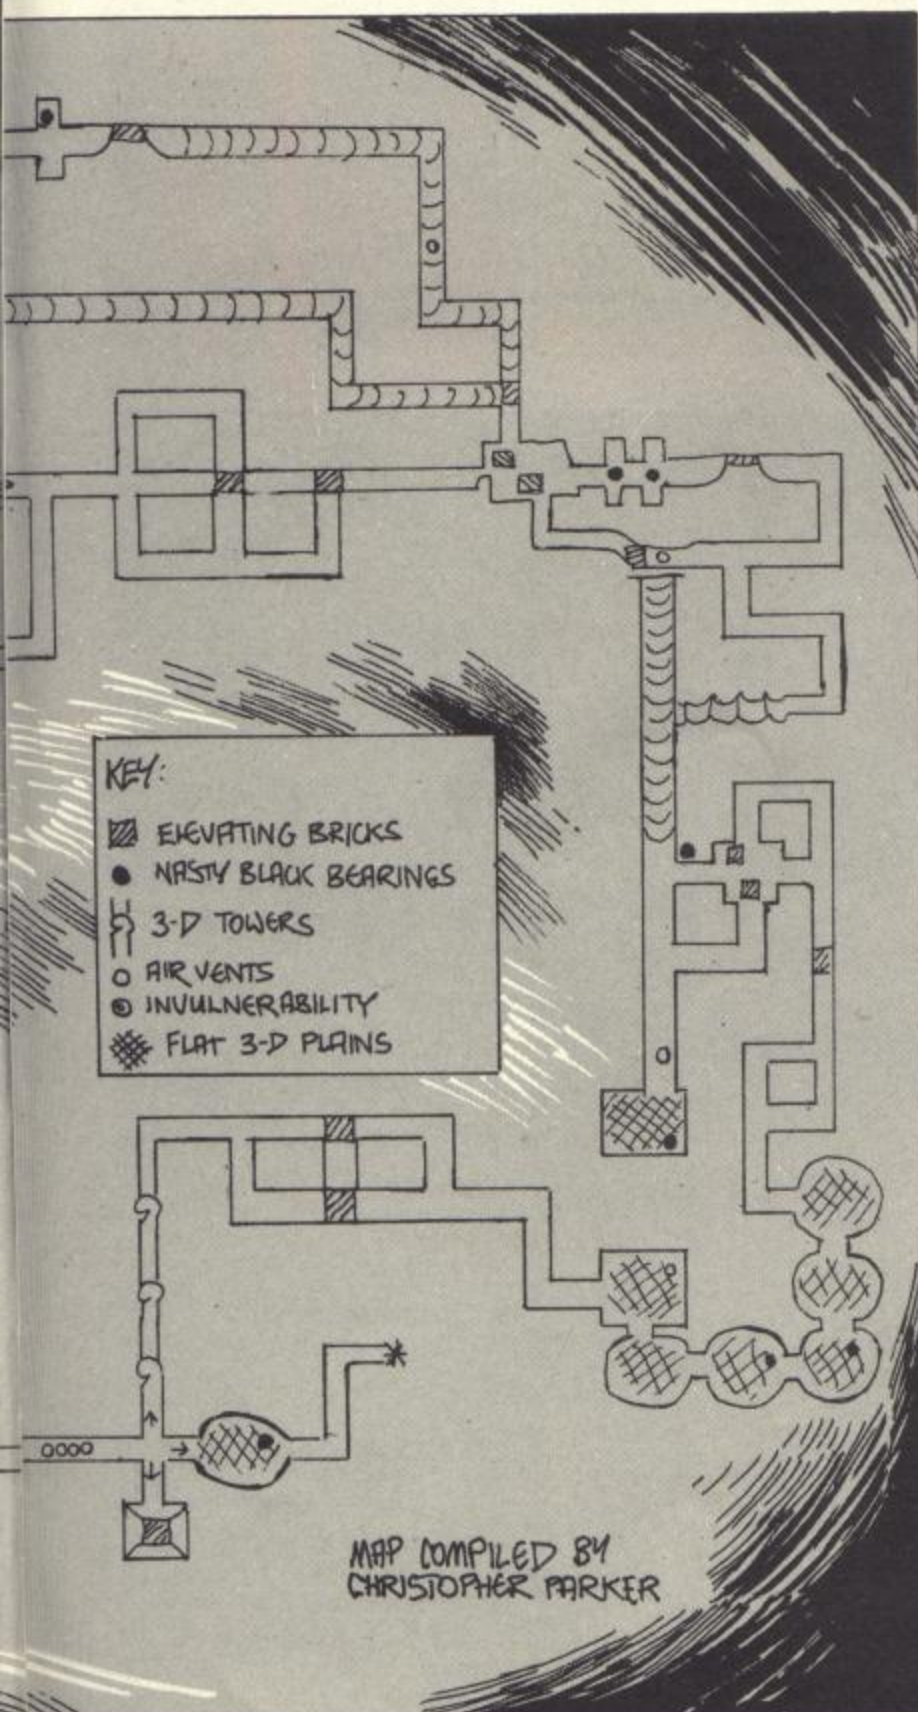 KEY:
ELEVATING BRICKS
NASTY BLACK BEARINGS
3-D TOWERS
AIR VENTS
INVULNERABILITY
FLAT 3-D PLAINS
MAP COMPILED BY
CHRISTOPHER PARKER